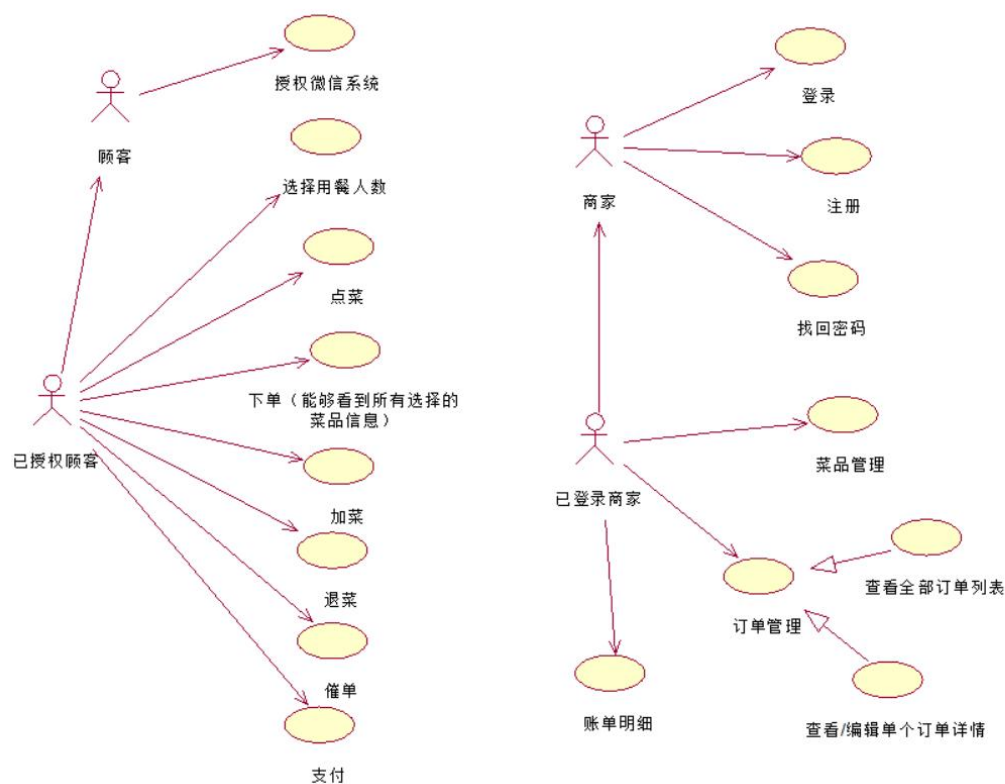 授权微信系统
顾客
选择用餐人数
点菜
下单（能够看到所有选择的
菜品信息）
已授权顾客
加菜
退菜
催单
支付
登录
商家
注册
找回密码
菜品管理
已登录商家
查看全部订单列表
订单管理
账单明细
查看/编辑单个订单详情